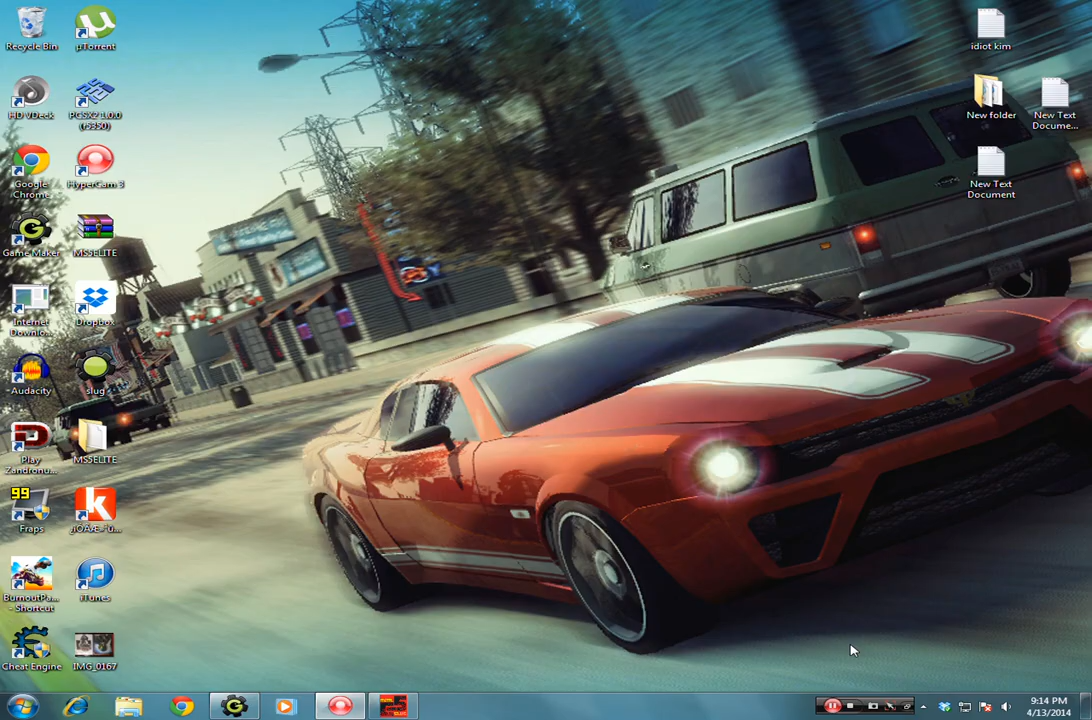 Recycle Bin
µTorrent
HD VDeck
PCSX2 1.0.0
(r5350)
Google
Chrome
HyperCam 3
Game Maker
MSSELITE
Internet
Downlo...
Dropbox
Audacity
slug
Play
Zandronu...
MSSELITE
99
Fraps
BurnoutPa...
- Shortcut
iTunes
Cheat Engine
IMG_0167
idiot kim
New folder
New Text
Docume...
New Text
Document
9:14 PM
4/13/2014